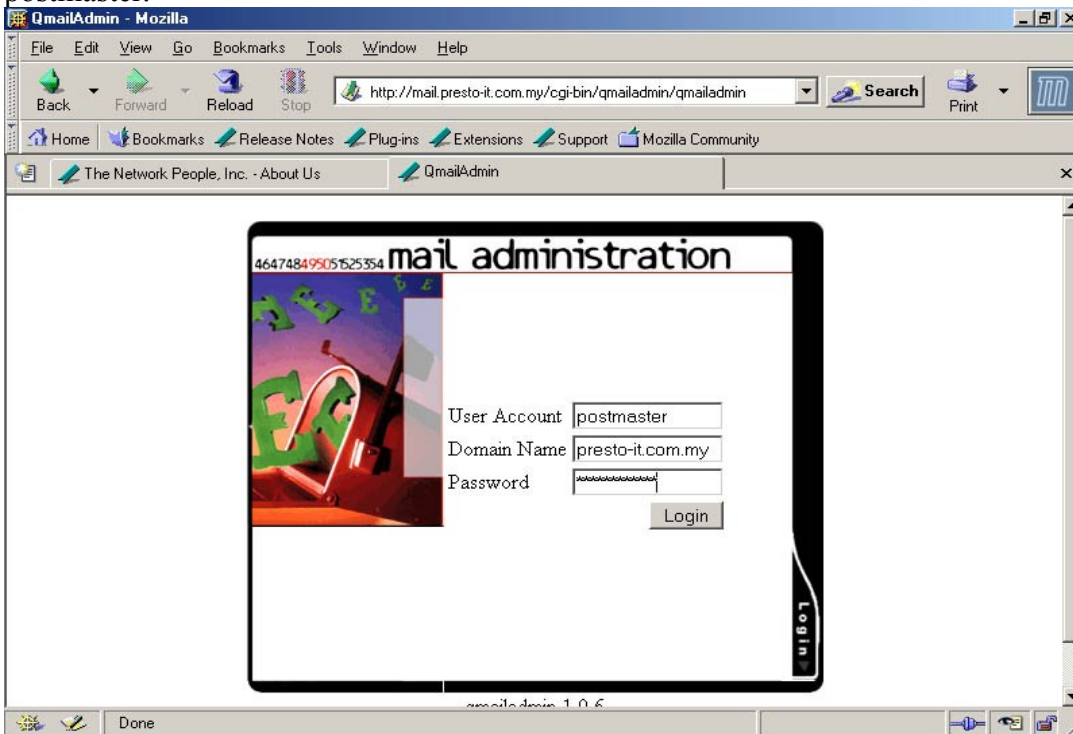 postmaster.
QmailAdmin - Mozilla
File Edit View Go Bookmarks Tools Window Help
Back Forward Reload Stop http://mail.presto-it.com.my/cgi-bin/qmailadmin/qmailadmin Search Print
Home Bookmarks Release Notes Plug-ins Extensions Support Mozilla Community
The Network People, Inc. - About Us QmailAdmin
464748495051525354 mail administration
User Account postmaster
Domain Name presto-it.com.my
Password ************
Login
Login
qmailadmin 1.0.6
Done